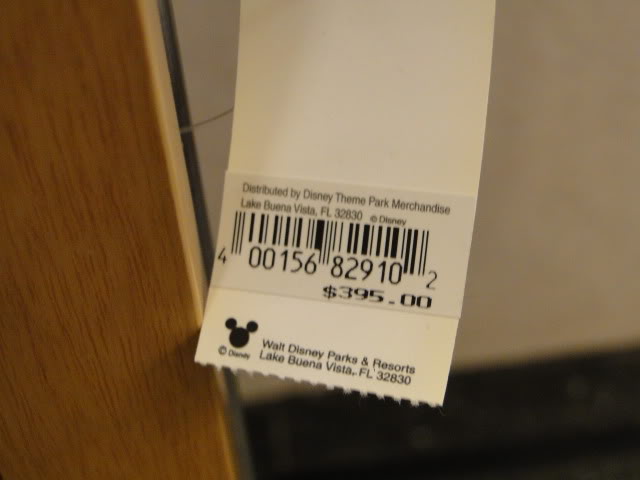 Distributed by Disney Theme Park Merchandise
Lake Buena Vista, FL 32830 © Disney
4 00156 82910 2
$395.00
© Disney
Walt Disney Parks & Resorts
Lake Buena Vista, FL 32830